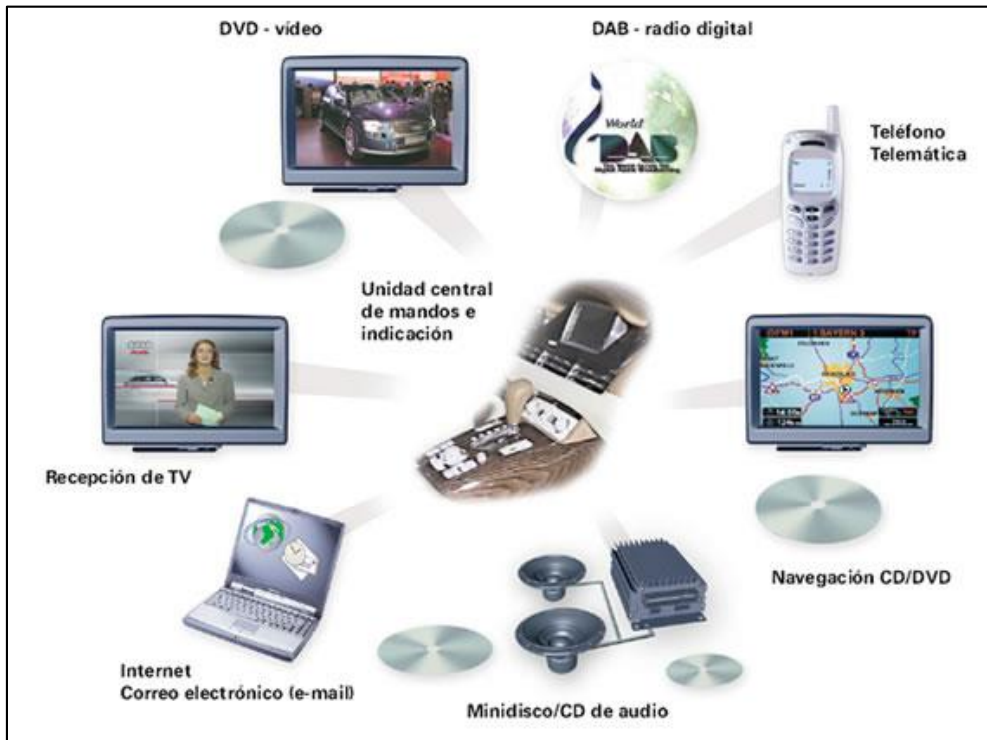 DVD - vídeo
DAB - radio digital
World
DAB
Teléfono
Telemática
Unidad central
de mandos e
indicación
Recepción de TV
Navegación CD/DVD
Internet
Correo electrónico (e-mail)
Minidisco/CD de audio